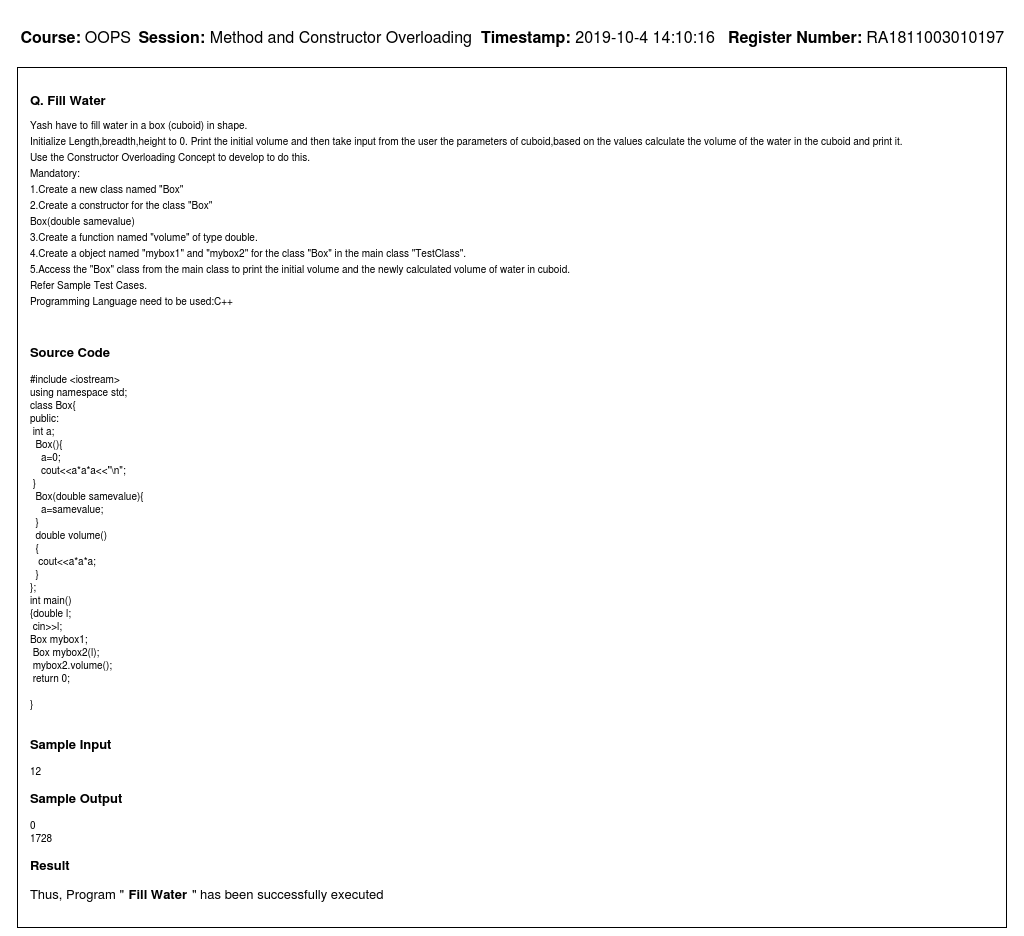 Course: OOPS Session: Method and Constructor Overloading Timestamp: 2019-10-4 14:10:16 Register Number: RA1811003010197
Q. Fill Water
Yash have to fill water in a box (cuboid) in shape.
Initialize Length,breadth,height to 0. Print the initial volume and then take input from the user the parameters of cuboid,based on the values calculate the volume of the water in the cuboid and print it.
Use the Constructor Overloading Concept to develop to do this.
Mandatory:
1.Create a new class named "Box"
2.Create a constructor for the class "Box"
Box(double samevalue)
3.Create a function named "volume" of type double.
4.Create a object named "mybox1" and "mybox2" for the class "Box" in the main class "TestClass".
5.Access the "Box" class from the main class to print the initial volume and the newly calculated volume of water in cuboid.
Refer Sample Test Cases.
Programming Language need to be used:C++
Source Code
#include <iostream>
using namespace std;
class Box{
public:
int a;
Box(){
a=0;
cout<<a*a*a<<"\n";
}
Box(double samevalue){
a=samevalue;
}
double volume()
{
cout<<a*a*a;
}
};
int main()
{double l;
cin>>l;
Box mybox1;
Box mybox2(l);
mybox2.volume();
return 0;
}
Sample Input
12
Sample Output
0
1728
Result
Thus, Program " Fill Water " has been successfully executed